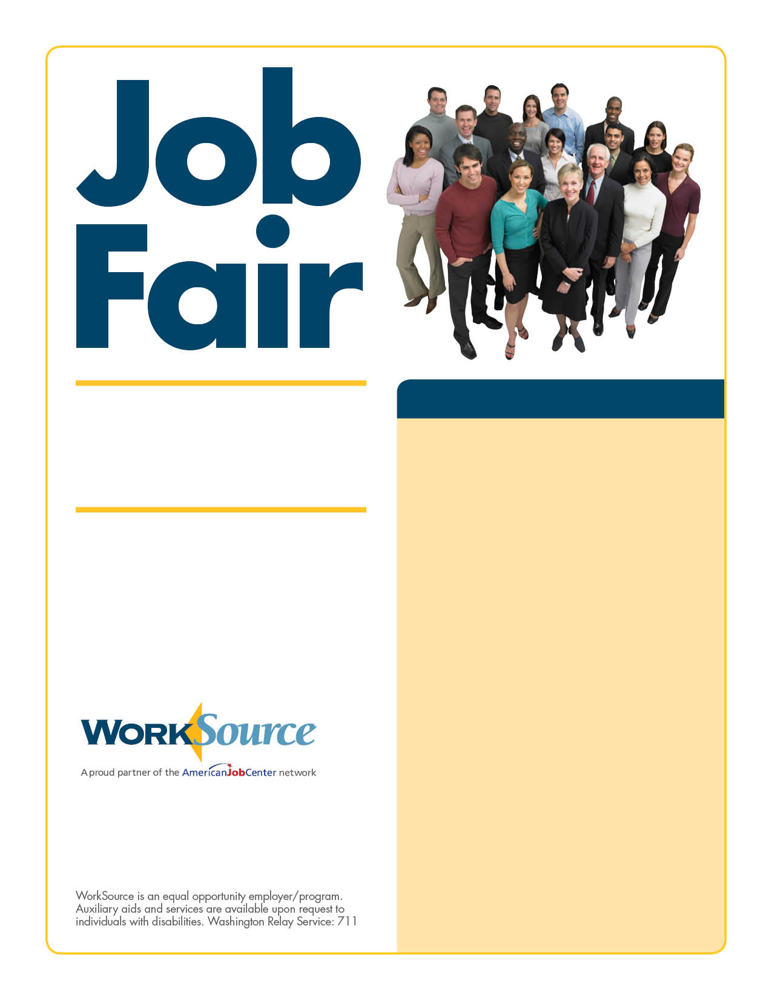 Job
Fair
WorkSource
A proud partner of the AmericanJobCenter network
WorkSource is an equal opportunity employer/program.
Auxiliary aids and services are available upon request to
individuals with disabilities. Washington Relay Service: 711